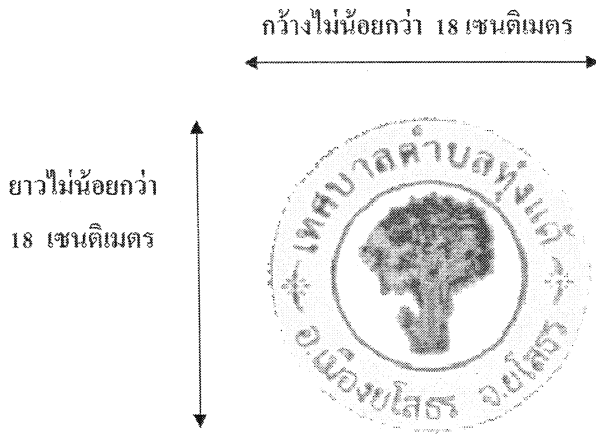 กว้างไม่น้อยกว่า 18 เซนติเมตร
ยาวไม่น้อยกว่า
18 เซนติเมตร
เทศบาลตำบลทุ่งแต้
อ.เมืองยโสธร จ.ยโสธร